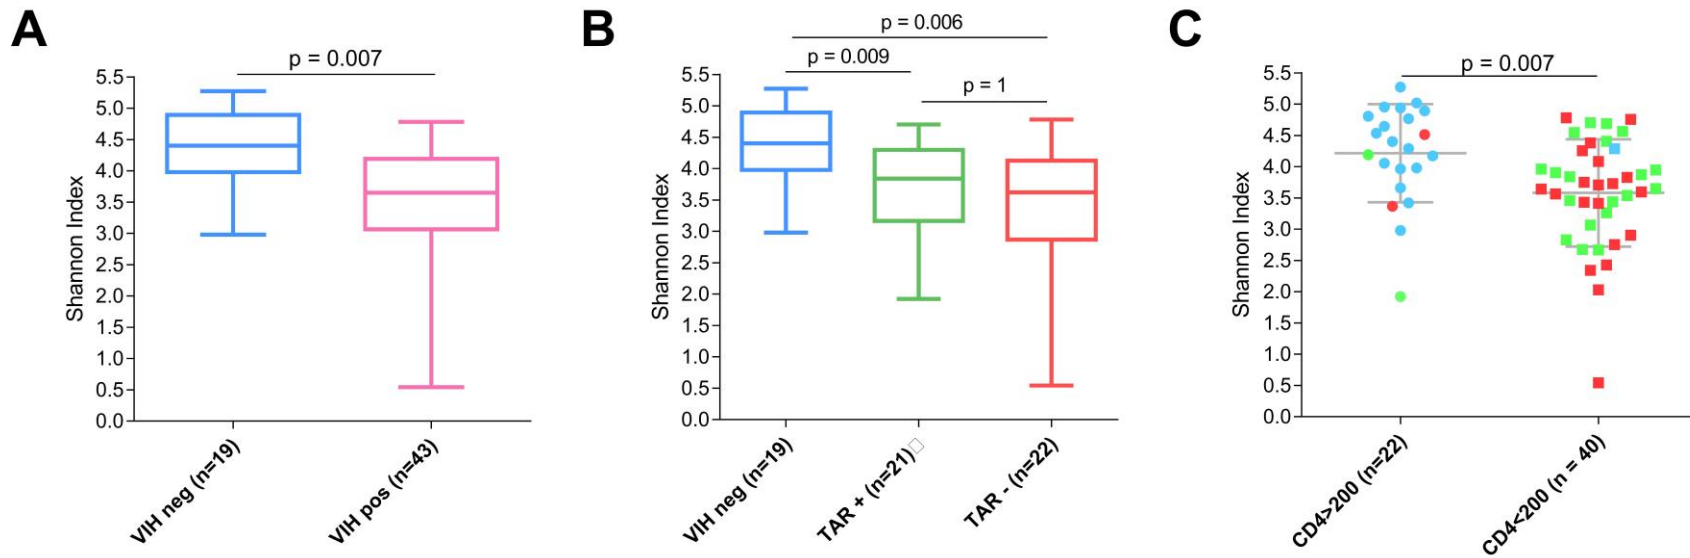 A
p = 0.007
5.5
5.0
4.5
4.0
3.5
3.0
2.5
2.0
1.5
1.0
0.5
0.0
Shannon Index
VIH neg (n=19)
VIH pos (n=43)
B
p = 0.006
p = 0.009
p = 1
5.5
5.0
4.5
4.0
3.5
3.0
2.5
2.0
1.5
1.0
0.5
0.0
Shannon Index
VIH neg (n=19)
TAR + (n=21)
TAR - (n=22)
C
p = 0.007
5.5
5.0
4.5
4.0
3.5
3.0
2.5
2.0
1.5
1.0
0.5
0.0
Shannon Index
CD4>200 (n=22)
CD4<200 (n = 40)